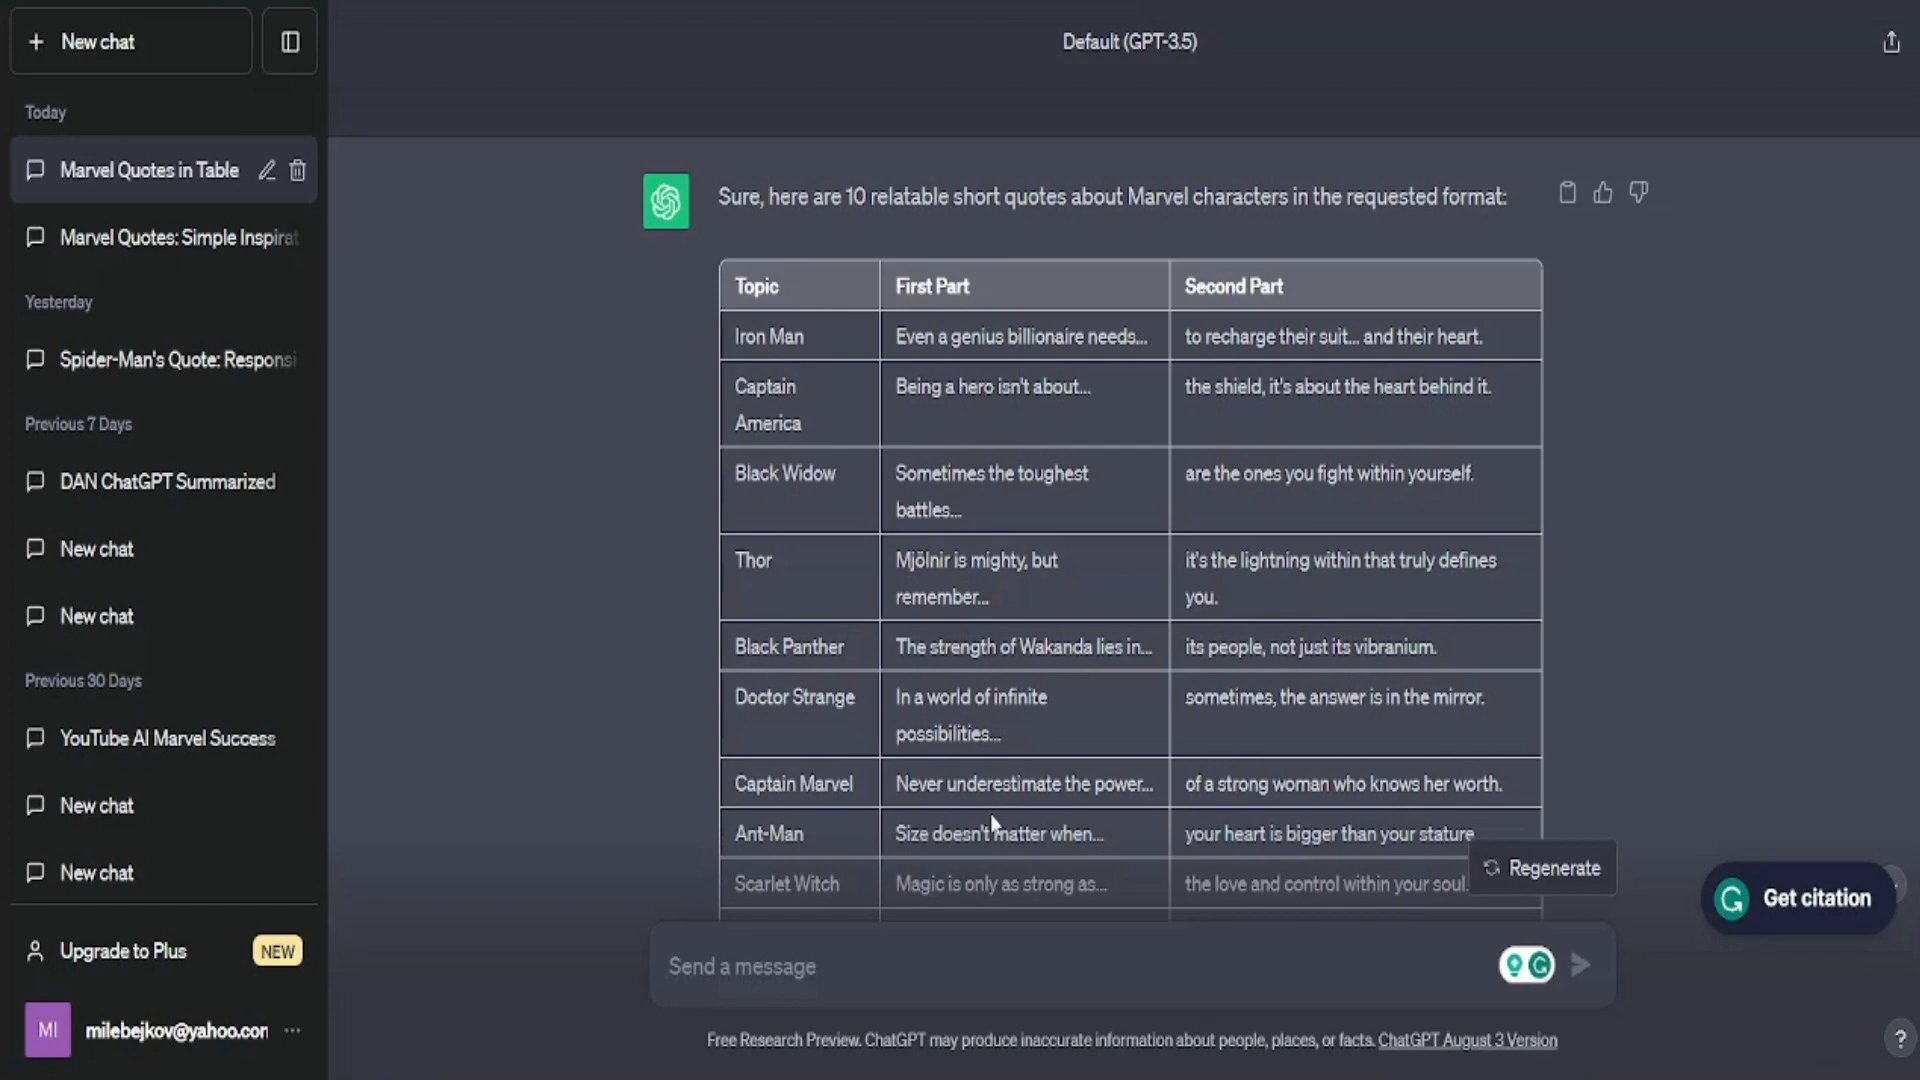 New chat
Default (GPT-3.5)
Today
Marvel Quotes in Table
Marvel Quotes: Simple Inspirat
Yesterday
Spider-Man's Quote: Responsi
Previous 7 Days
DAN ChatGPT Summarized
New chat
New chat
Previous 30 Days
YouTube AI Marvel Success
New chat
New chat
Upgrade to Plus NEW
MI milebejkov@yahoo.con
Sure, here are 10 relatable short quotes about Marvel characters in the requested format:
Topic First Part Second Part
Iron Man Even a genius billionaire needs... to recharge their suit... and their heart.
Captain Being a hero isn't about... the shield, it's about the heart behind it.
America
Black Widow Sometimes the toughest are the ones you fight within yourself.
battles...
Thor Mjölnir is mighty, but it's the lightning within that truly defines
remember... you.
Black Panther The strength of Wakanda lies in... its people, not just its vibranium.
Doctor Strange In a world of infinite sometimes, the answer is in the mirror.
possibilities...
Captain Marvel Never underestimate the power... of a strong woman who knows her worth.
Ant-Man Size doesn't matter when... your heart is bigger than your stature
Scarlet Witch Magic is only as strong as... the love and control within your soul.
Regenerate
G Get citation
Send a message
Free Research Preview. ChatGPT may produce inaccurate information about people, places, or facts. ChatGPT August 3 Version
?